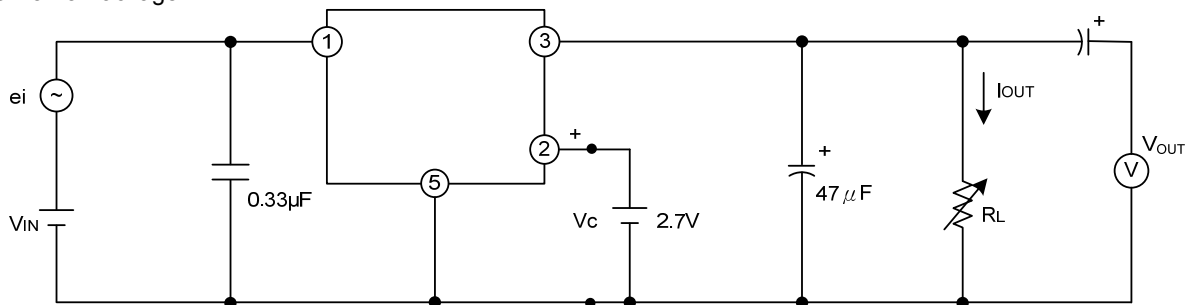 1
3
+
ei
~
IOUT
+
2
+
VOUT
5
0.33μF
V
47μF
VIN
Vc
2.7V
RL